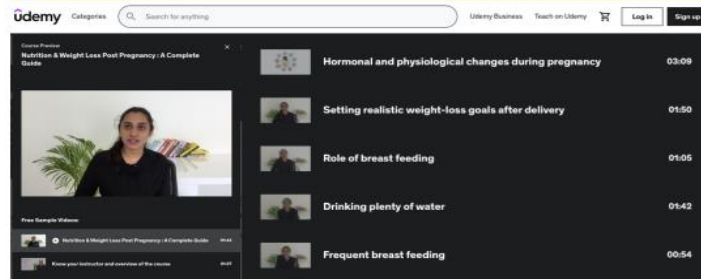 ûdemy Categories Search for anything Udemy Business Teach on Udemy Log in Sign up
Course Preview
Nutrition & Weight Loss Post Pregnancy : A Complete
Guide
Free Sample Videos:
Nutrition & Weight Loss Post Pregnancy : A Complete Guide
Know your instructor and overview of the course
Hormonal and physiological changes during pregnancy 03:09
Setting realistic weight-loss goals after delivery 01:50
Role of breast feeding 01:05
Drinking plenty of water 01:42
Frequent breast feeding 00:54